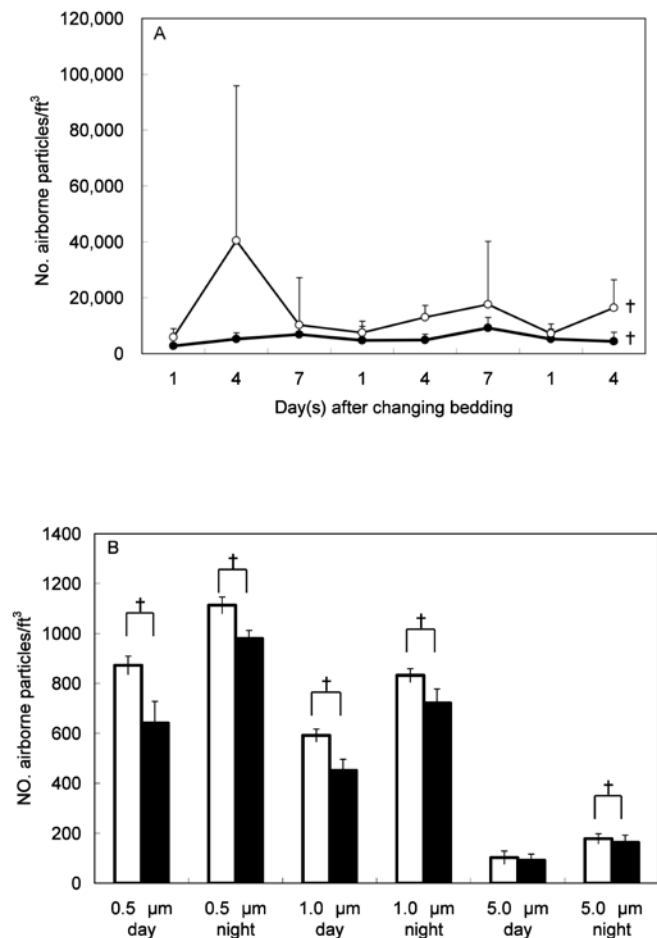 A
120,000
100,000
80,000
60,000
40,000
20,000
0
No. airborne particles/ft³
†
†
1 4 7 1 4 7 1 4
Day(s) after changing bedding
B
1400
1200
1000
800
600
400
200
0
NO. airborne particles/ft³
† † † † †
0.5 µm 0.5 µm 1.0 µm 1.0 µm 5.0 µm 5.0 µm
day night day night day night